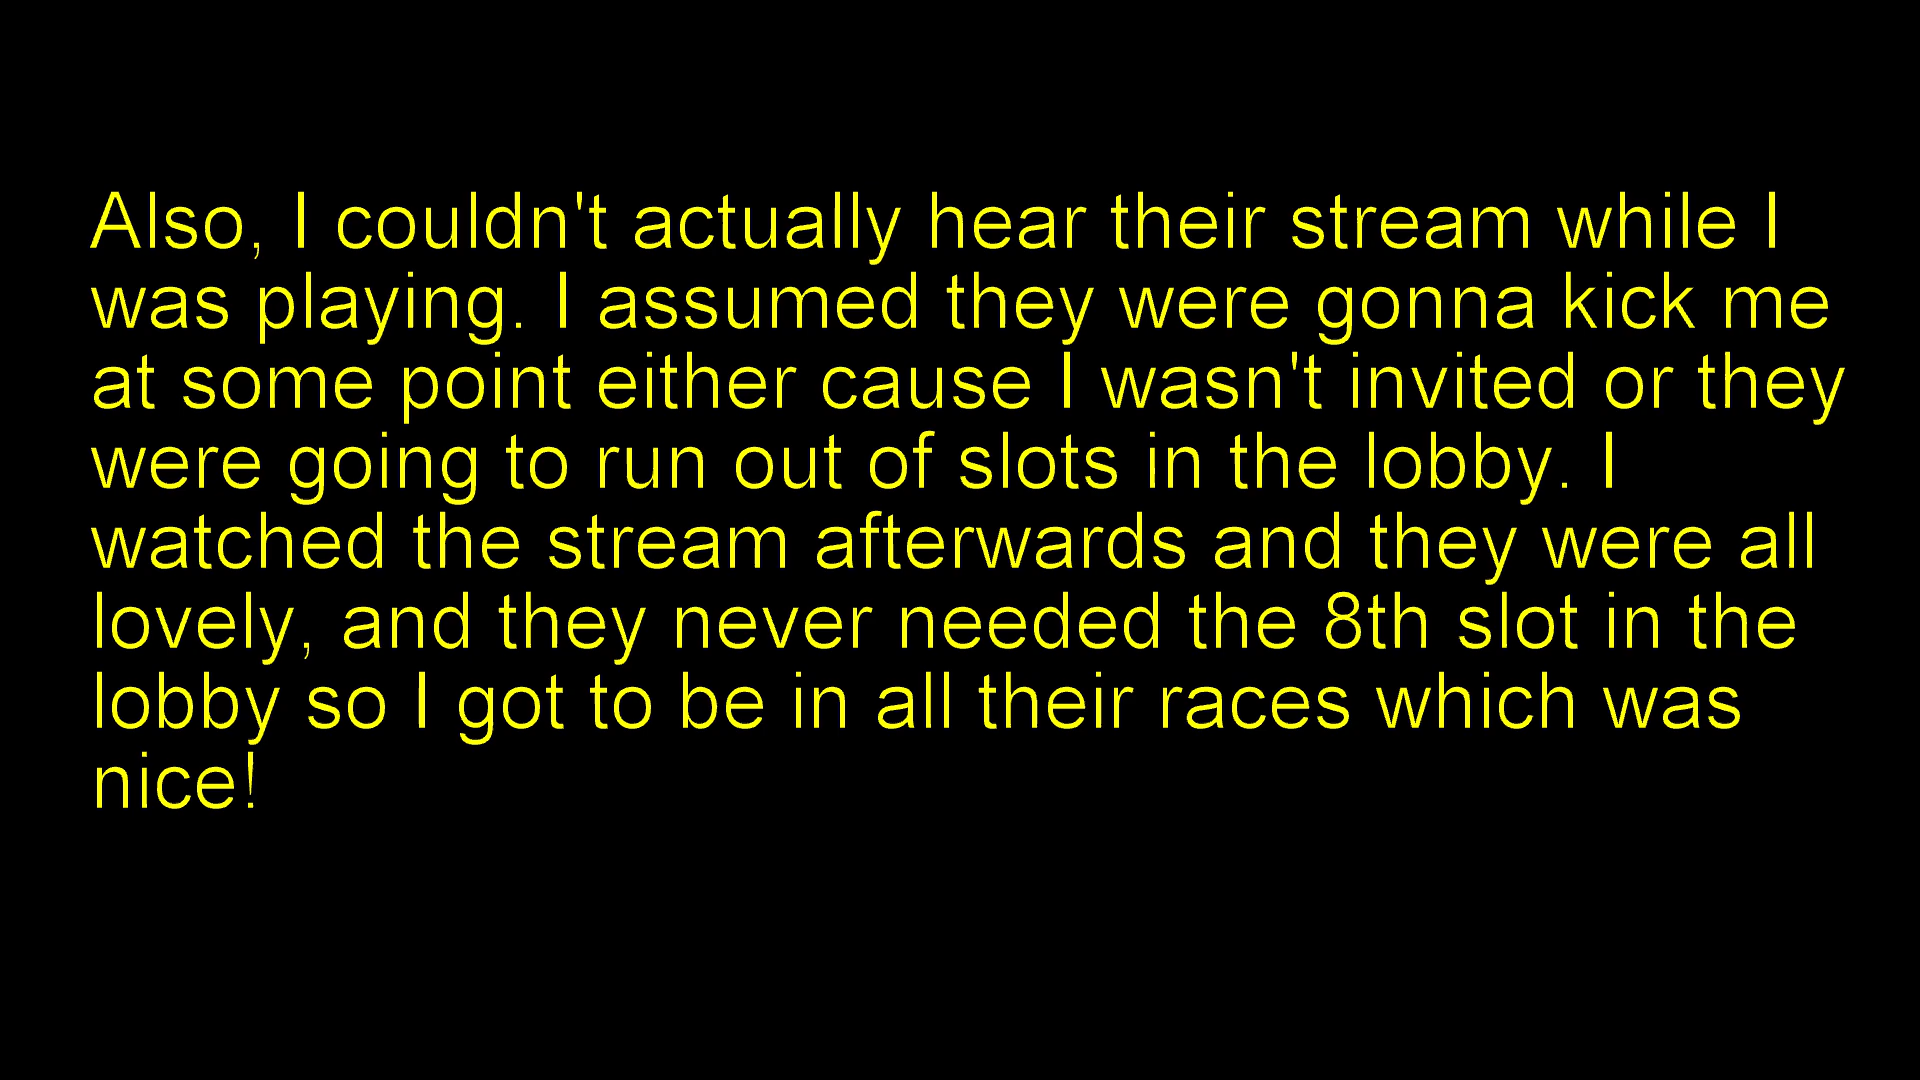 Also, I couldn't actually hear their stream while I
was playing. I assumed they were gonna kick me
at some point either cause I wasn't invited or they
were going to run out of slots in the lobby. I
watched the stream afterwards and they were all
lovely, and they never needed the 8th slot in the
lobby so I got to be in all their races which was
nice!